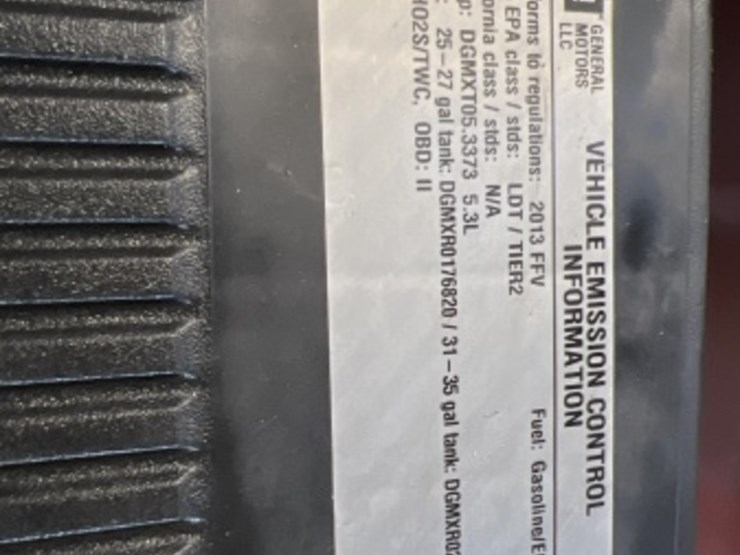 GENERAL
MOTORS
LLC
VEHICLE EMISSION CONTROL
INFORMATION
orms to regulations: 2013 FFV Fuel: Gasoline/E
EPA class / stds: LDT / TIER2
ornia class / stds: N/A
p: DGMXT05.3373 5.3L
: 25–27 gal tank: DGMXR0176820 / 31–35 gal tank: DGMXR02
HO2S/TWC, OBD: II